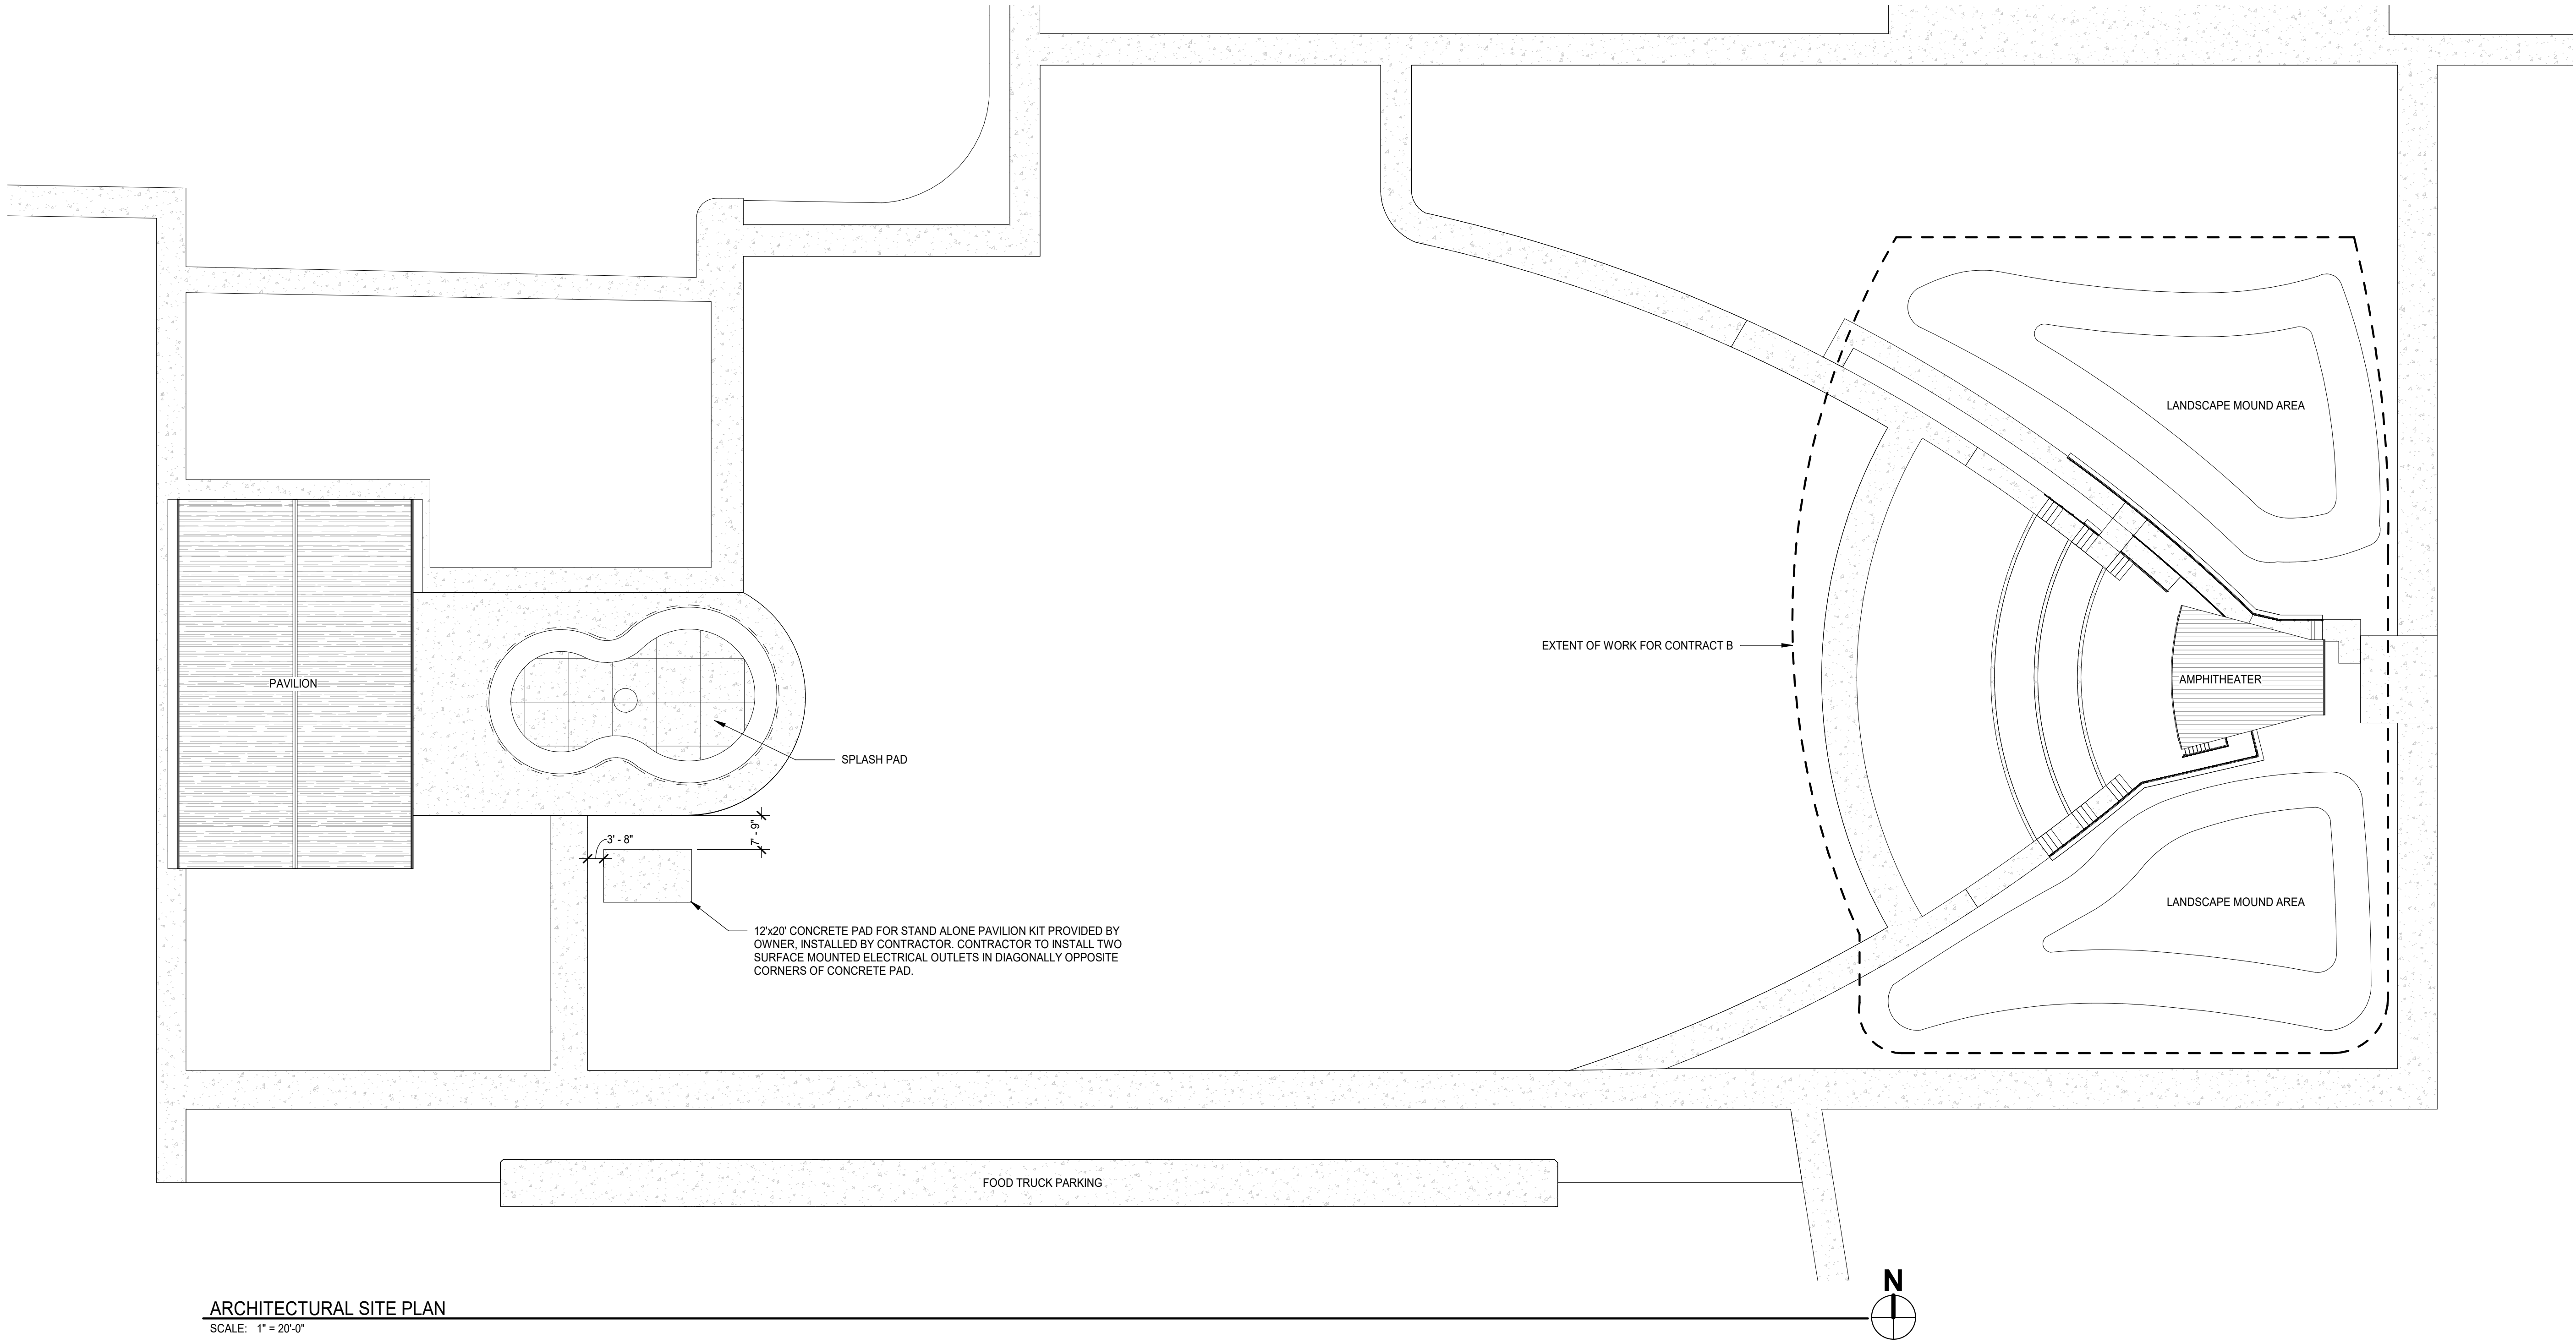 LANDSCAPE MOUND AREA
EXTENT OF WORK FOR CONTRACT B
AMPHITHEATER
PAVILION
SPLASH PAD
3' - 8"
7' - 9"
LANDSCAPE MOUND AREA
12'x20' CONCRETE PAD FOR STAND ALONE PAVILION KIT PROVIDED BY
OWNER, INSTALLED BY CONTRACTOR. CONTRACTOR TO INSTALL TWO
SURFACE MOUNTED ELECTRICAL OUTLETS IN DIAGONALLY OPPOSITE
CORNERS OF CONCRETE PAD.
FOOD TRUCK PARKING
N
ARCHITECTURAL SITE PLAN
SCALE: 1" = 20'-0"